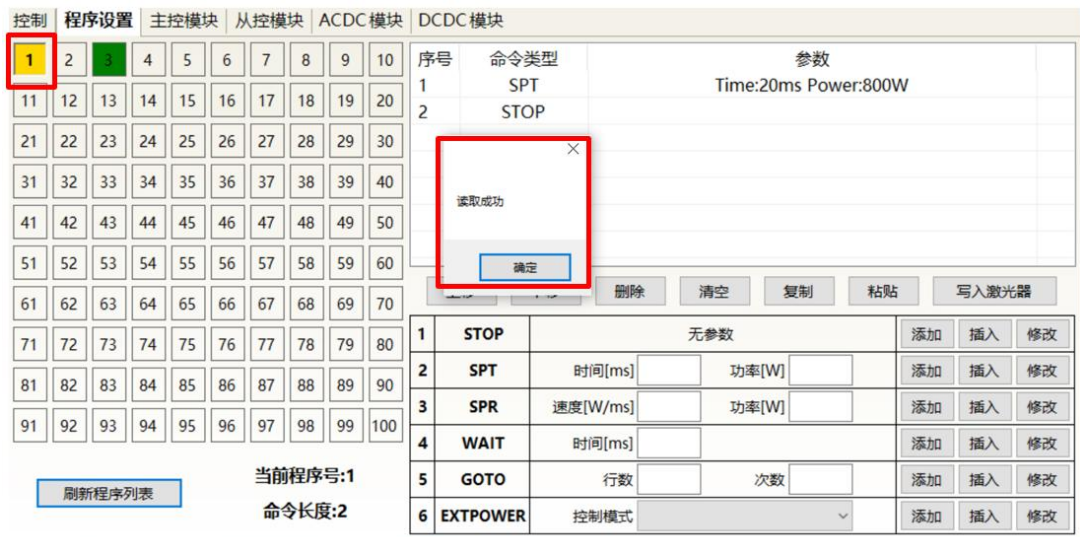 控制 程序设置 主控模块 从控模块 ACDC模块 DCDC模块
1 2 3 4 5 6 7 8 9 10
11 12 13 14 15 16 17 18 19 20
21 22 23 24 25 26 27 28 29 30
31 32 33 34 35 36 37 38 39 40
41 42 43 44 45 46 47 48 49 50
51 52 53 54 55 56 57 58 59 60
61 62 63 64 65 66 67 68 69 70
71 72 73 74 75 76 77 78 79 80
81 82 83 84 85 86 87 88 89 90
91 92 93 94 95 96 97 98 99 100
刷新程序列表
当前程序号:1
命令长度:2
序号 命令类型 参数
1 SPT Time:20ms Power:800W
2 STOP
读取成功
确定
删除 清空 复制 粘贴 写入激光器
1 STOP 无参数 添加 插入 修改
2 SPT 时间[ms] 功率[W] 添加 插入 修改
3 SPR 速度[W/ms] 功率[W] 添加 插入 修改
4 WAIT 时间[ms] 添加 插入 修改
5 GOTO 行数 次数 添加 插入 修改
6 EXTPOWER 控制模式 添加 插入 修改